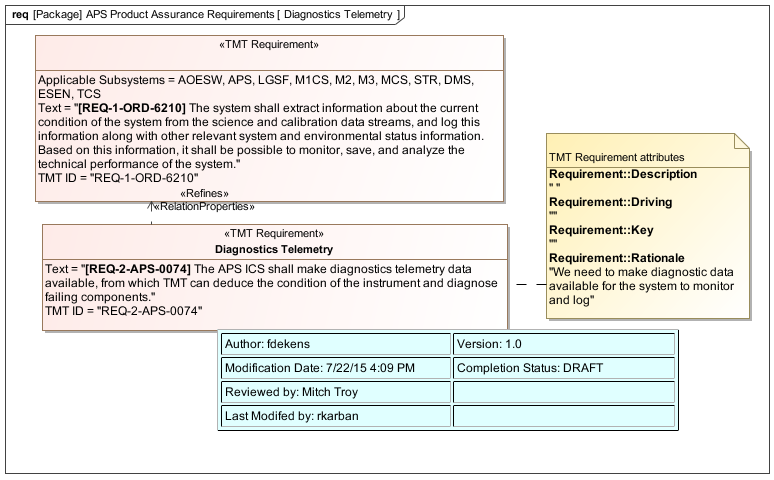 req [Package] APS Product Assurance Requirements [ Diagnostics Telemetry ]
«TMT Requirement»
Applicable Subsystems = AOESW, APS, LGSF, M1CS, M2, M3, MCS, STR, DMS,
ESEN, TCS
Text = "[REQ-1-ORD-6210] The system shall extract information about the current
condition of the system from the science and calibration data streams, and log this
information along with other relevant system and environmental status information.
Based on this information, it shall be possible to monitor, save, and analyze the
technical performance of the system."
TMT ID = "REQ-1-ORD-6210"
«Refines»
«RelationProperties»
«TMT Requirement»
Diagnostics Telemetry
Text = "[REQ-2-APS-0074] The APS ICS shall make diagnostics telemetry data
available, from which TMT can deduce the condition of the instrument and diagnose
failing components."
TMT ID = "REQ-2-APS-0074"
TMT Requirement attributes
Requirement::Description
" "
Requirement::Driving
""
Requirement::Key
""
Requirement::Rationale
"We need to make diagnostic data
available for the system to monitor
and log"
Author: fdekens
Version: 1.0
Modification Date: 7/22/15 4:09 PM
Completion Status: DRAFT
Reviewed by: Mitch Troy
Last Modifed by: rkarban